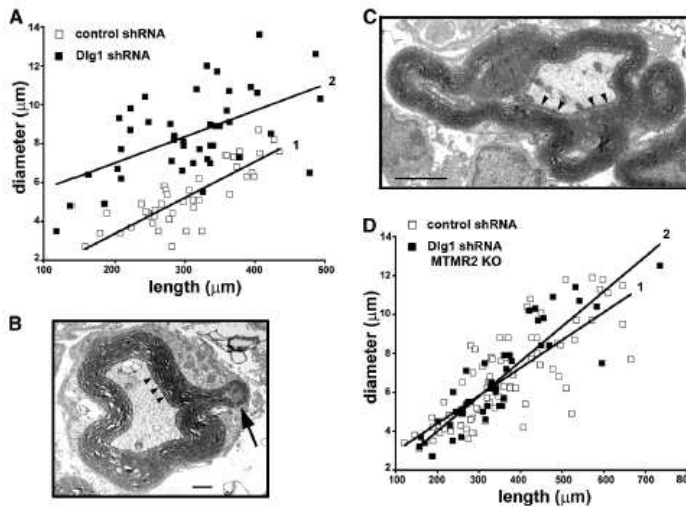 A
□ control shRNA
■ Dlg1 shRNA
diameter (µm)
14
12
10
8
6
4
2
2
1
100 200 300 400 500
length (µm)
B
C
D
□ control shRNA
■ Dlg1 shRNA
MTMR2 KO
diameter (µm)
14
12
10
8
6
4
2
2
1
100 200 300 400 500 600 700 800
length (µm)